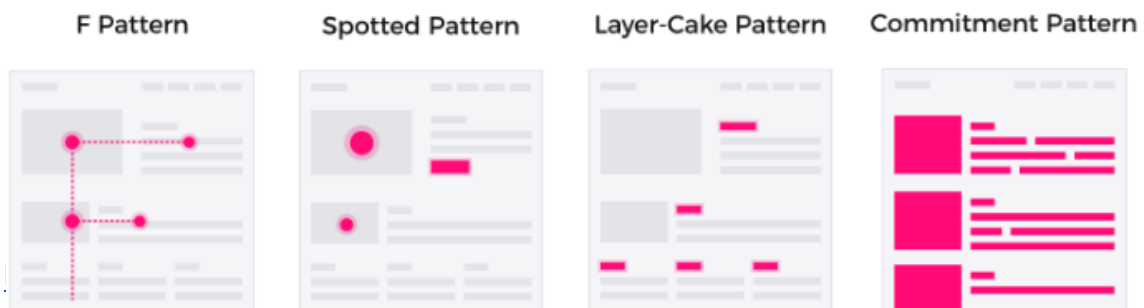 F Pattern
Spotted Pattern
Layer-Cake Pattern
Commitment Pattern